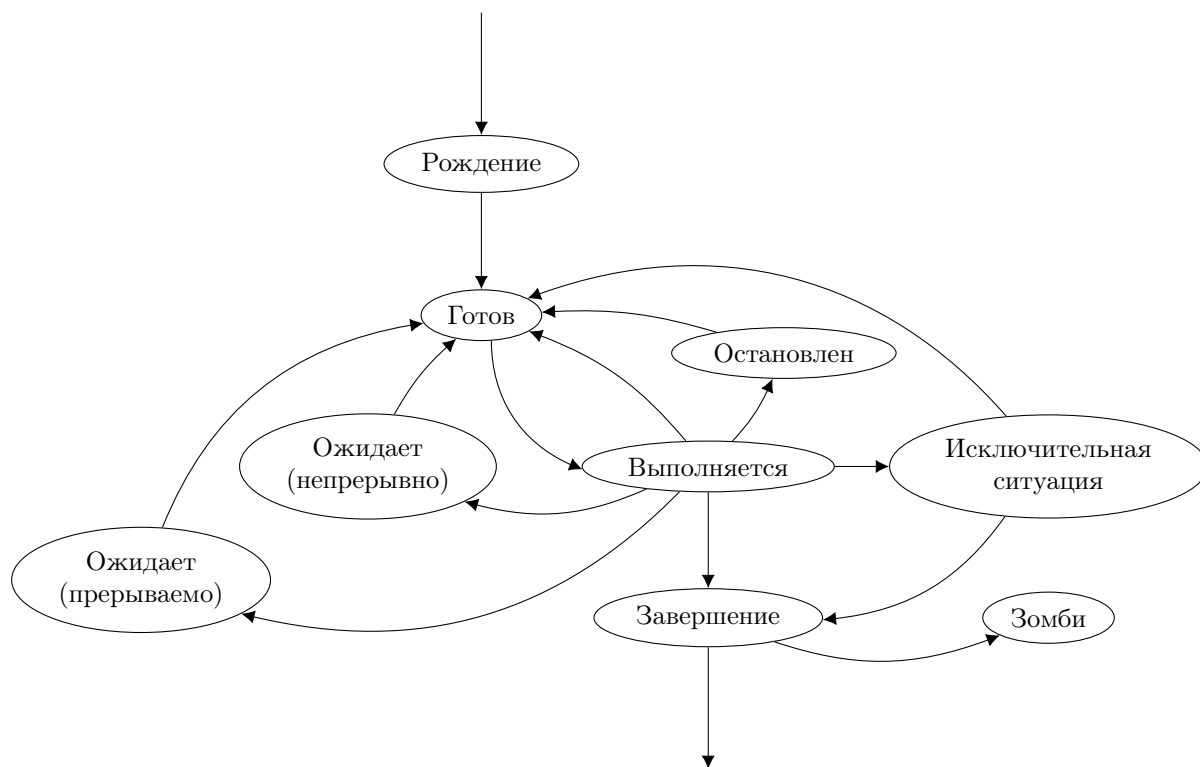 Рождение
Готов
Остановлен
Ожидает
(непрерывно)
Выполняется
Исключительная
ситуация
Ожидает
(прерываемо)
Завершение
Зомби